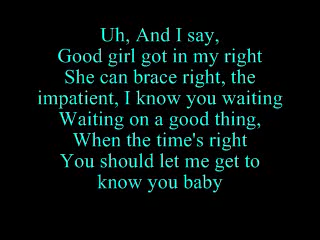 Uh, And I say,
Good girl got in my right
She can brace right, the
impatient, I know you waiting
Waiting on a good thing,
When the time's right
You should let me get to
know you baby